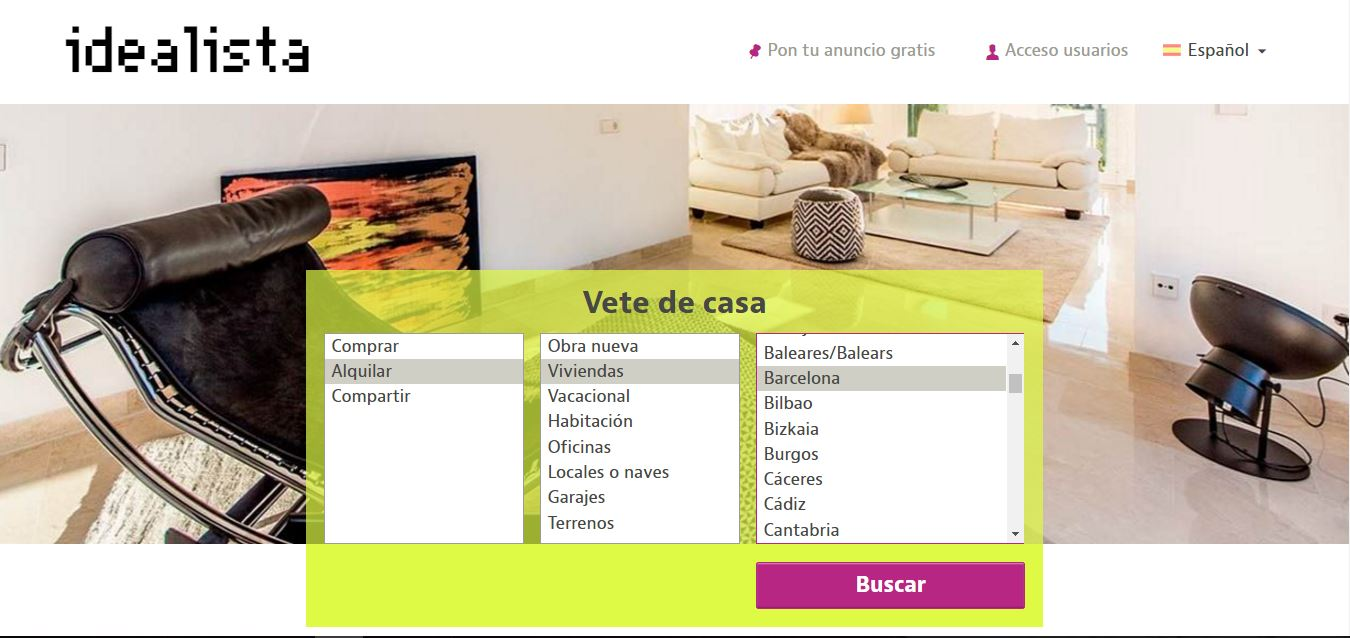 idealista
Pon tu anuncio gratis
Acceso usuarios
Español
Vete de casa
Comprar
Alquilar
Compartir
Obra nueva
Viviendas
Vacacional
Habitación
Oficinas
Locales o naves
Garajes
Terrenos
Baleares/Balears
Barcelona
Bilbao
Bizkaia
Burgos
Cáceres
Cádiz
Cantabria
Buscar